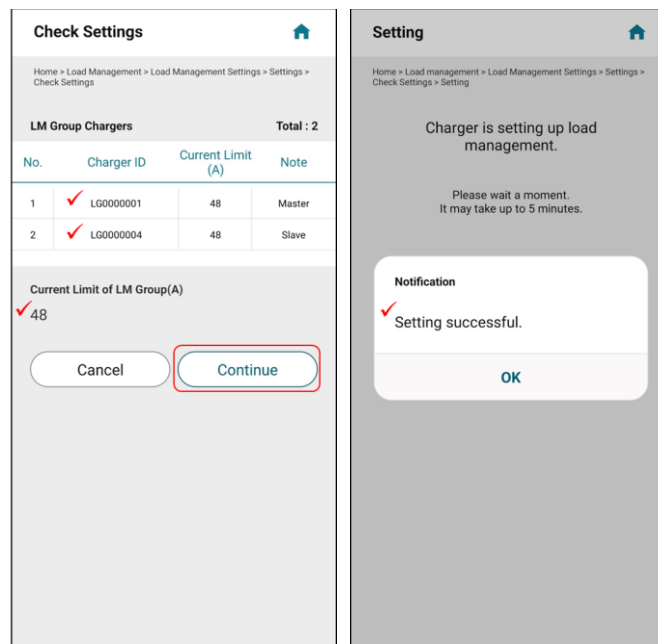 Check Settings
Home > Load Management > Load Management Settings > Settings >
Check Settings
LM Group Chargers Total : 2
No. Charger ID Current Limit (A) Note
1 LG0000001 48 Master
2 LG0000004 48 Slave
Current Limit of LM Group(A)
48
Cancel Continue
Setting
Home > Load management > Load Management Settings > Settings >
Check Settings > Setting
Charger is setting up load
management.
Please wait a moment.
It may take up to 5 minutes.
Notification
Setting successful.
OK